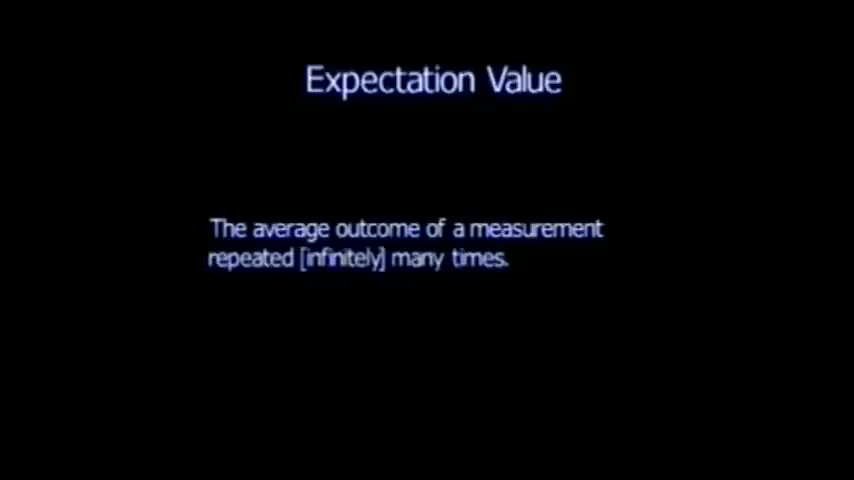 Expectation Value
The average outcome of a measurement
repeated [infinitely] many times.